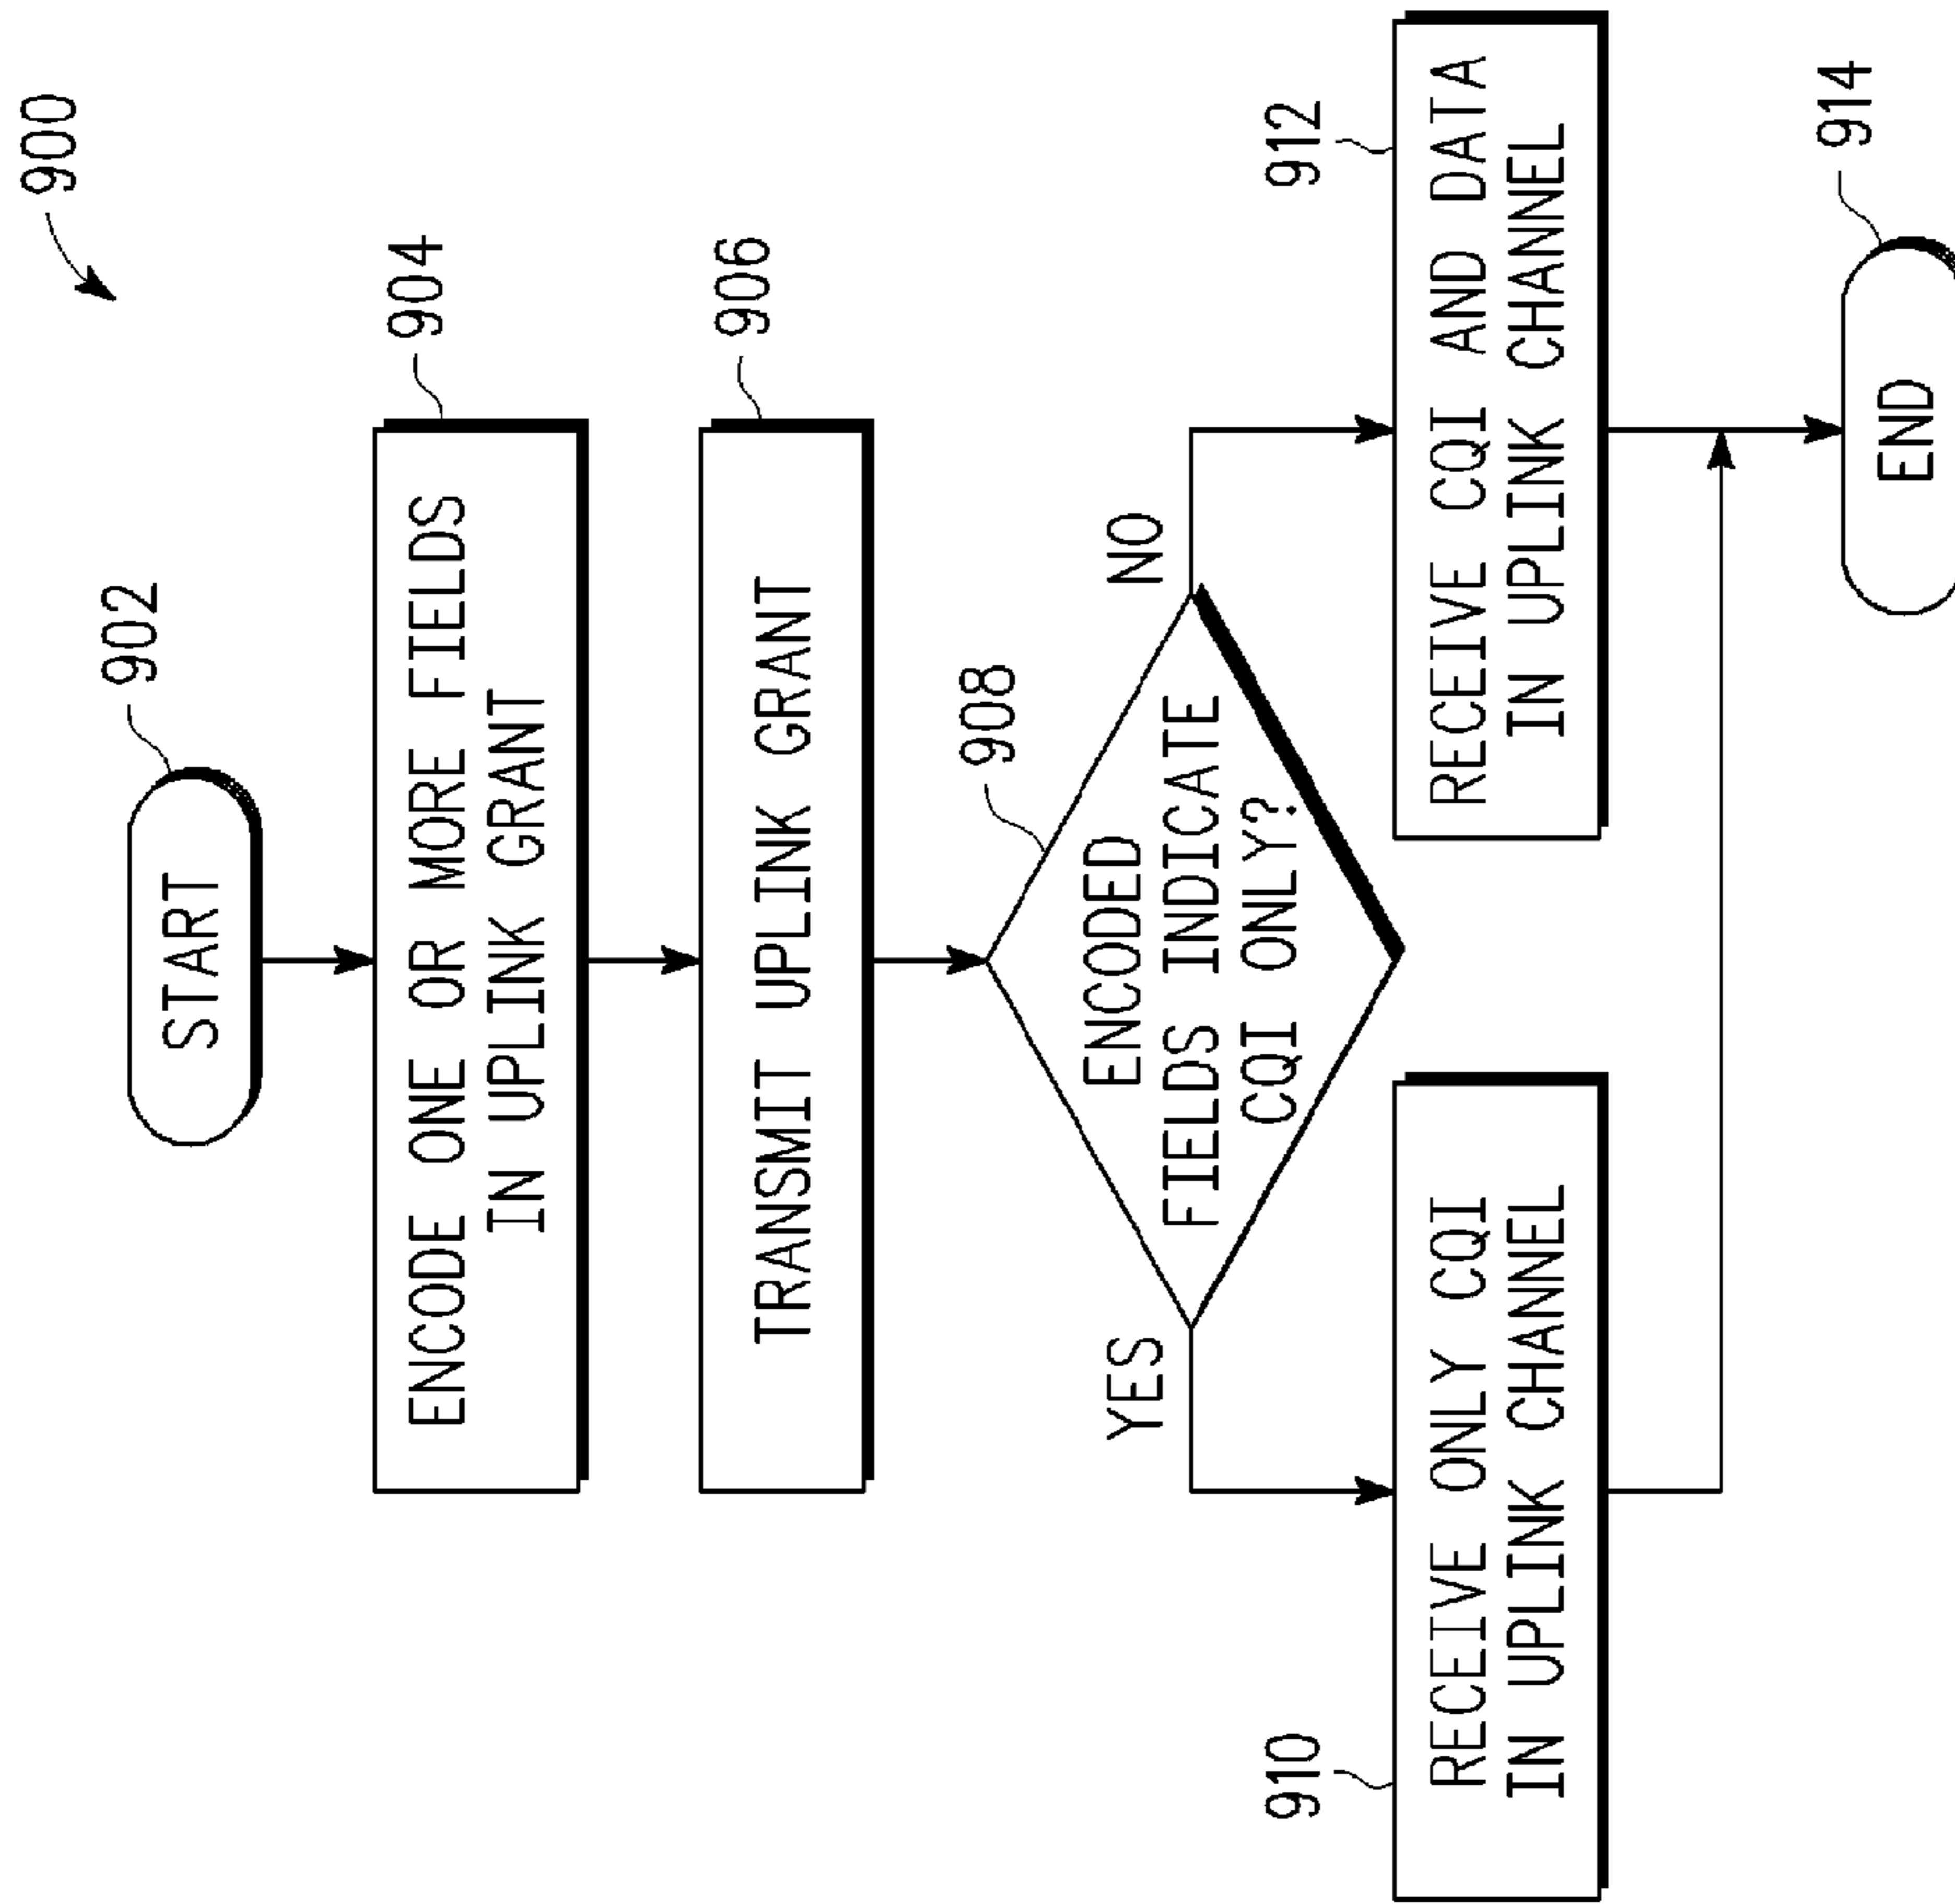 900
902
START
904
ENCODE ONE OR MORE FIELDS
IN UPLINK GRANT
906
TRANSMIT UPLINK GRANT
908
ENCODED
FIELDS INDICATE
CQI ONLY?
YES
NO
910
RECEIVE ONLY CQI
IN UPLINK CHANNEL
912
RECEIVE CQI AND DATA
IN UPLINK CHANNEL
914
END